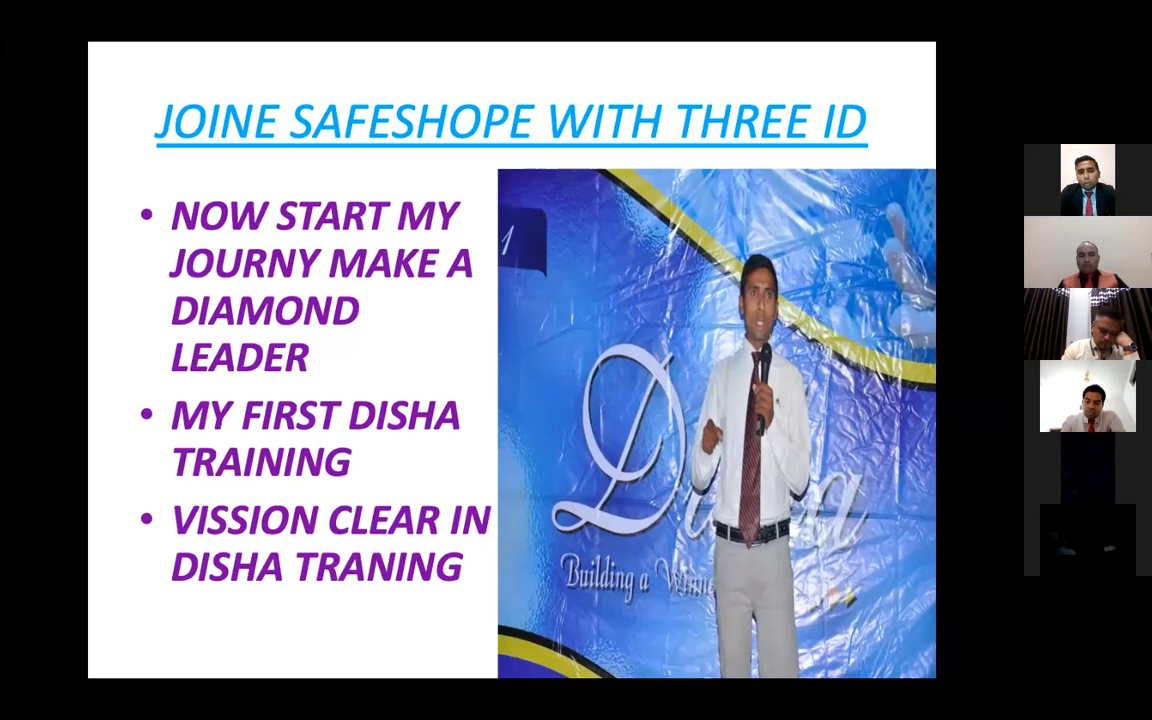 JOINE SAFESHOPE WITH THREE ID
• NOW START MY
JOURNY MAKE A
DIAMOND
LEADER
• MY FIRST DISHA
TRAINING
• VISSION CLEAR IN
DISHA TRANING
1
Building a